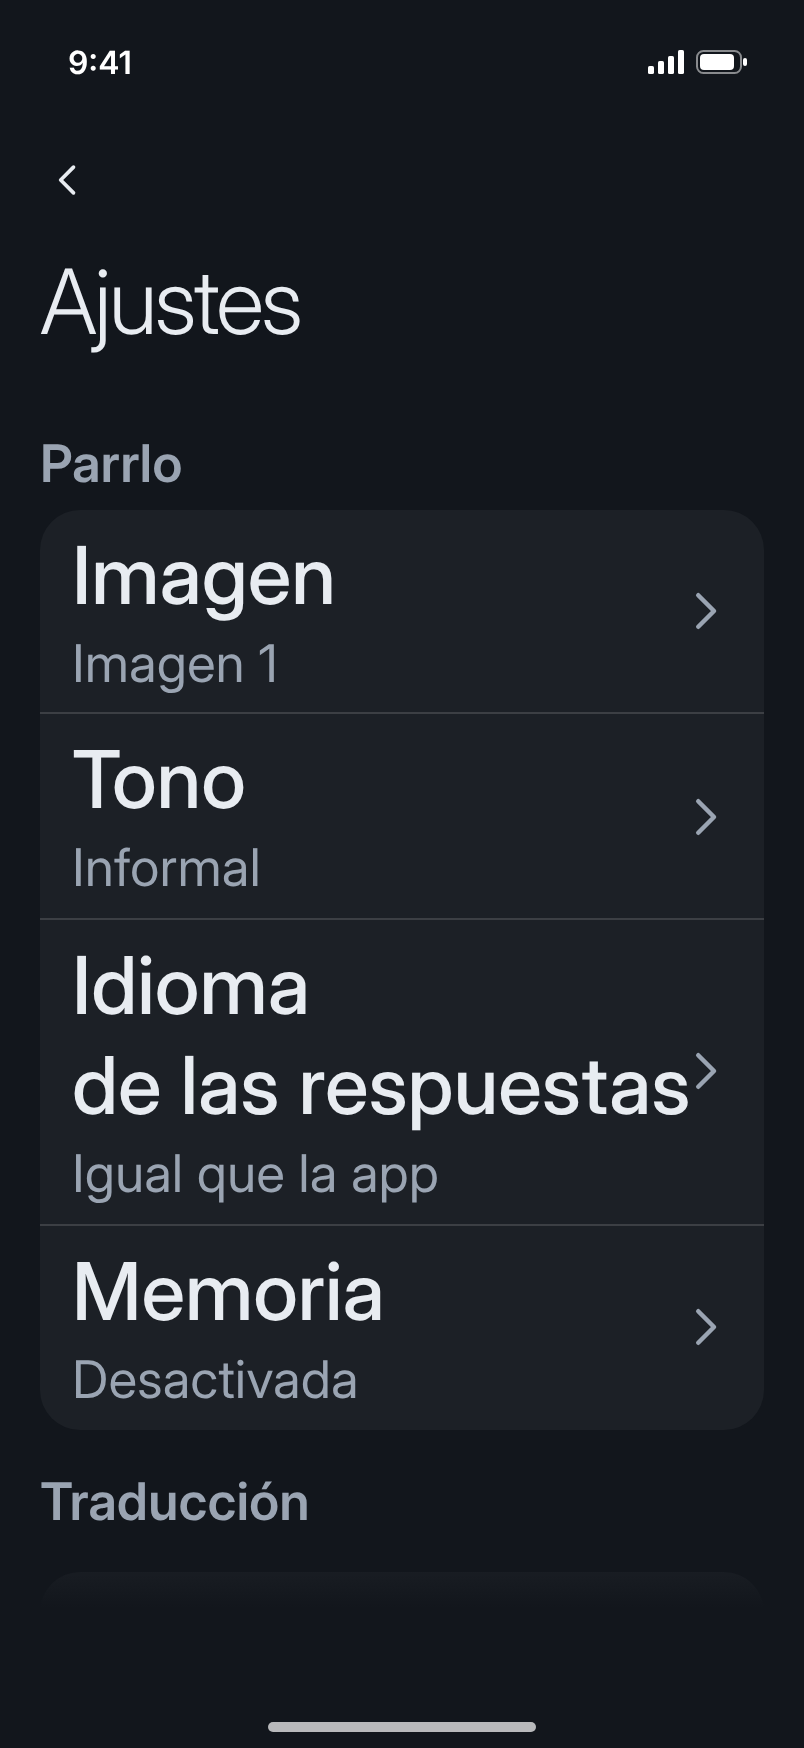 9:41
Ajustes
Parrlo
Imagen
Imagen 1
Tono
Informal
Idioma
de las respuestas
Igual que la app
Memoria
Desactivada
Traducción